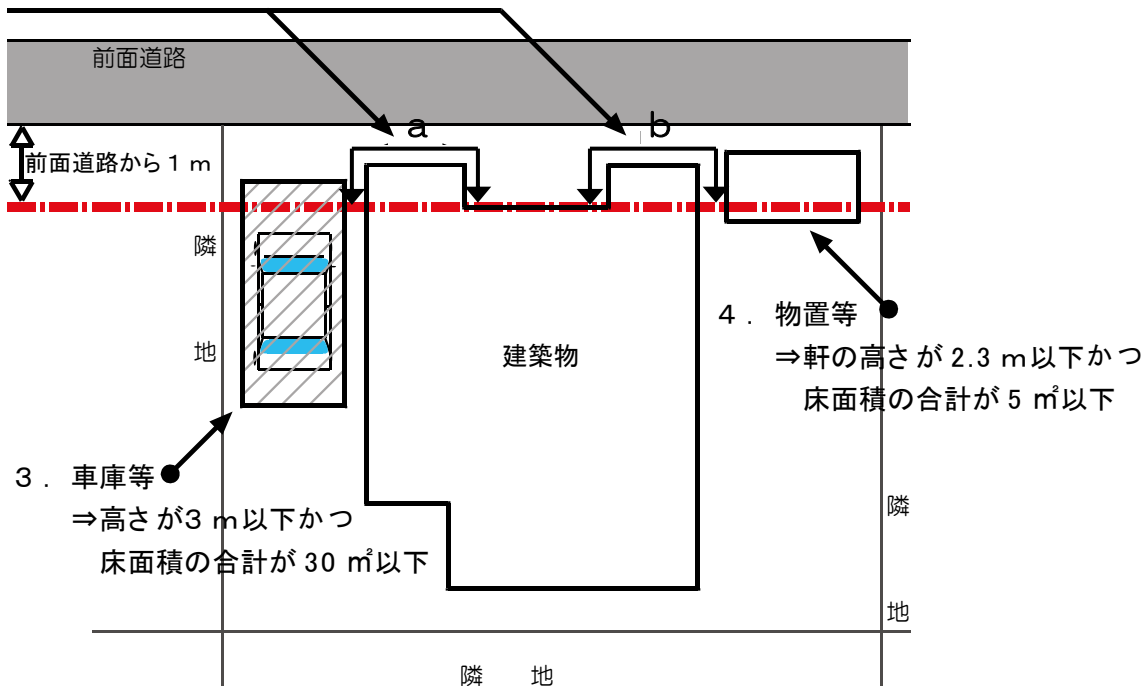 前面道路
a
b
前面道路から1m
隣
地
建築物
4．物置等
⇒軒の高さが2.3m以下かつ
床面積の合計が5㎡以下
3．車庫等
⇒高さが3m以下かつ
床面積の合計が30㎡以下
隣
地
隣 地